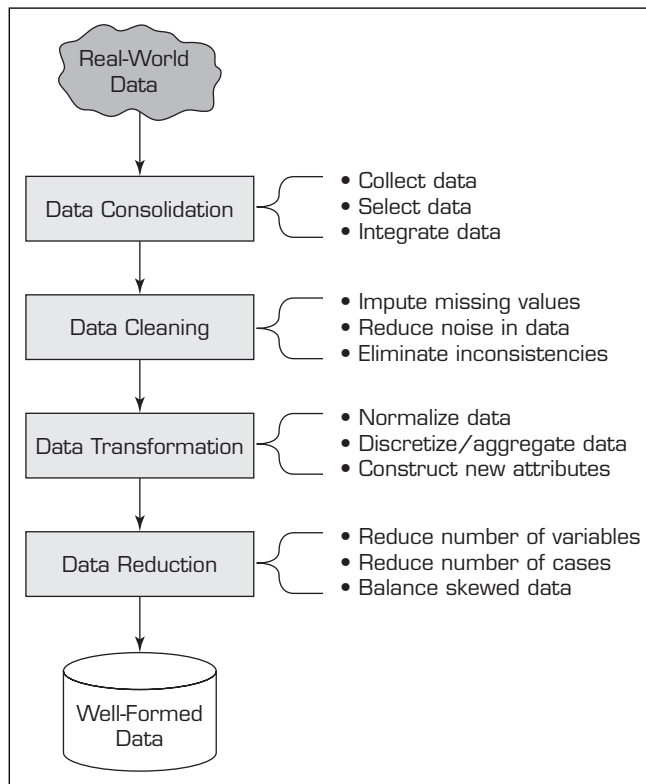 Real-World
Data
Data Consolidation
• Collect data
• Select data
• Integrate data
Data Cleaning
• Impute missing values
• Reduce noise in data
• Eliminate inconsistencies
Data Transformation
• Normalize data
• Discretize/aggregate data
• Construct new attributes
Data Reduction
• Reduce number of variables
• Reduce number of cases
• Balance skewed data
Well-Formed
Data